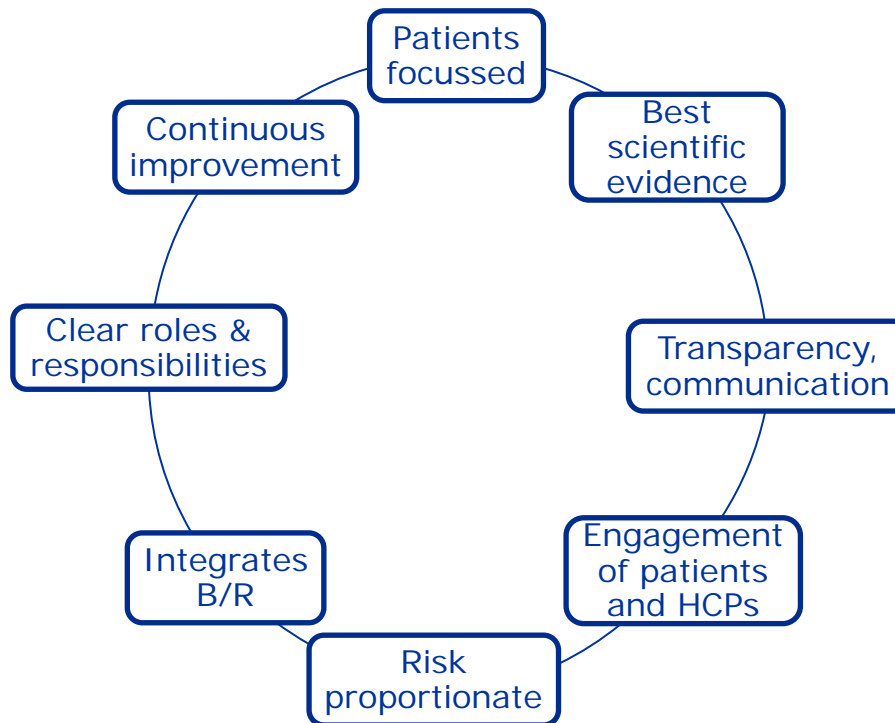 Patients
focussed
Best
scientific
evidence
Transparency,
communication
Engagement
of patients
and HCPs
Risk
proportionate
Integrates
B/R
Clear roles &
responsibilities
Continuous
improvement